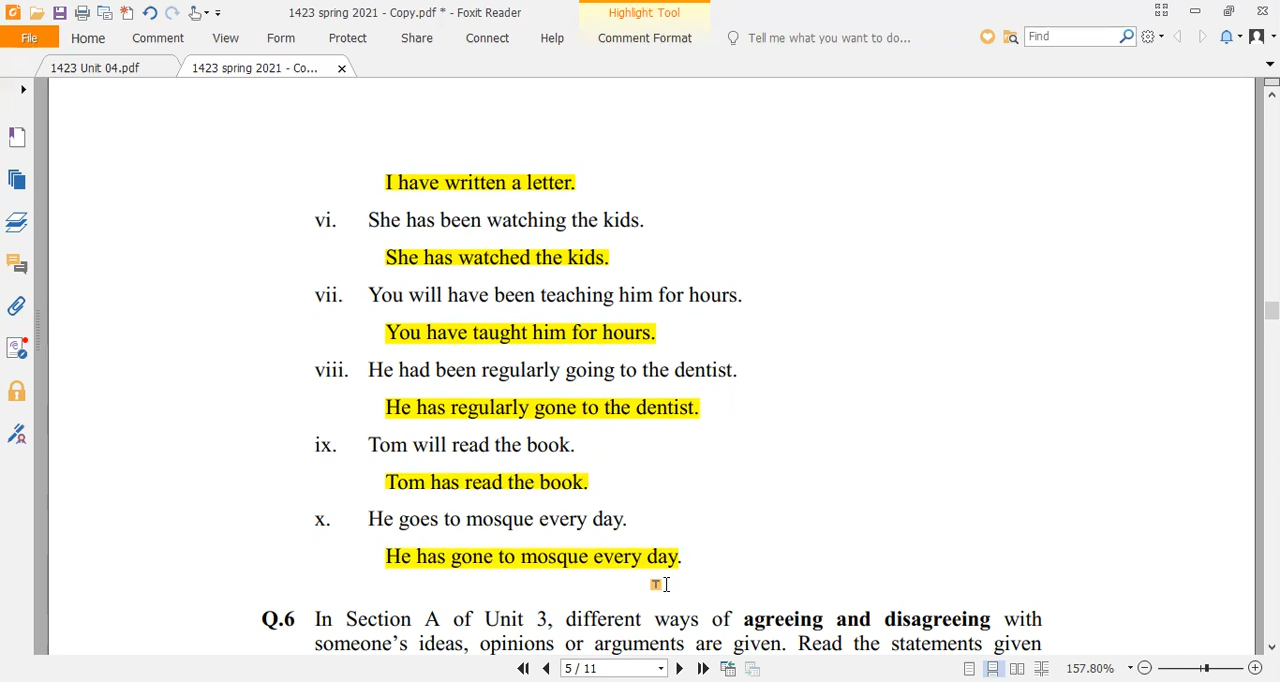 1423 spring 2021 - Copy.pdf * - Foxit Reader
Highlight Tool
File Home Comment View Form Protect Share Connect Help Comment Format Tell me what you want to do... Find
1423 Unit 04.pdf 1423 spring 2021 - Co...
I have written a letter.
vi. She has been watching the kids.
She has watched the kids.
vii. You will have been teaching him for hours.
You have taught him for hours.
viii. He had been regularly going to the dentist.
He has regularly gone to the dentist.
ix. Tom will read the book.
Tom has read the book.
x. He goes to mosque every day.
He has gone to mosque every day.
T
Q.6 In Section A of Unit 3, different ways of agreeing and disagreeing with
someone's ideas, opinions or arguments are given. Read the statements given
5 / 11 157.80%